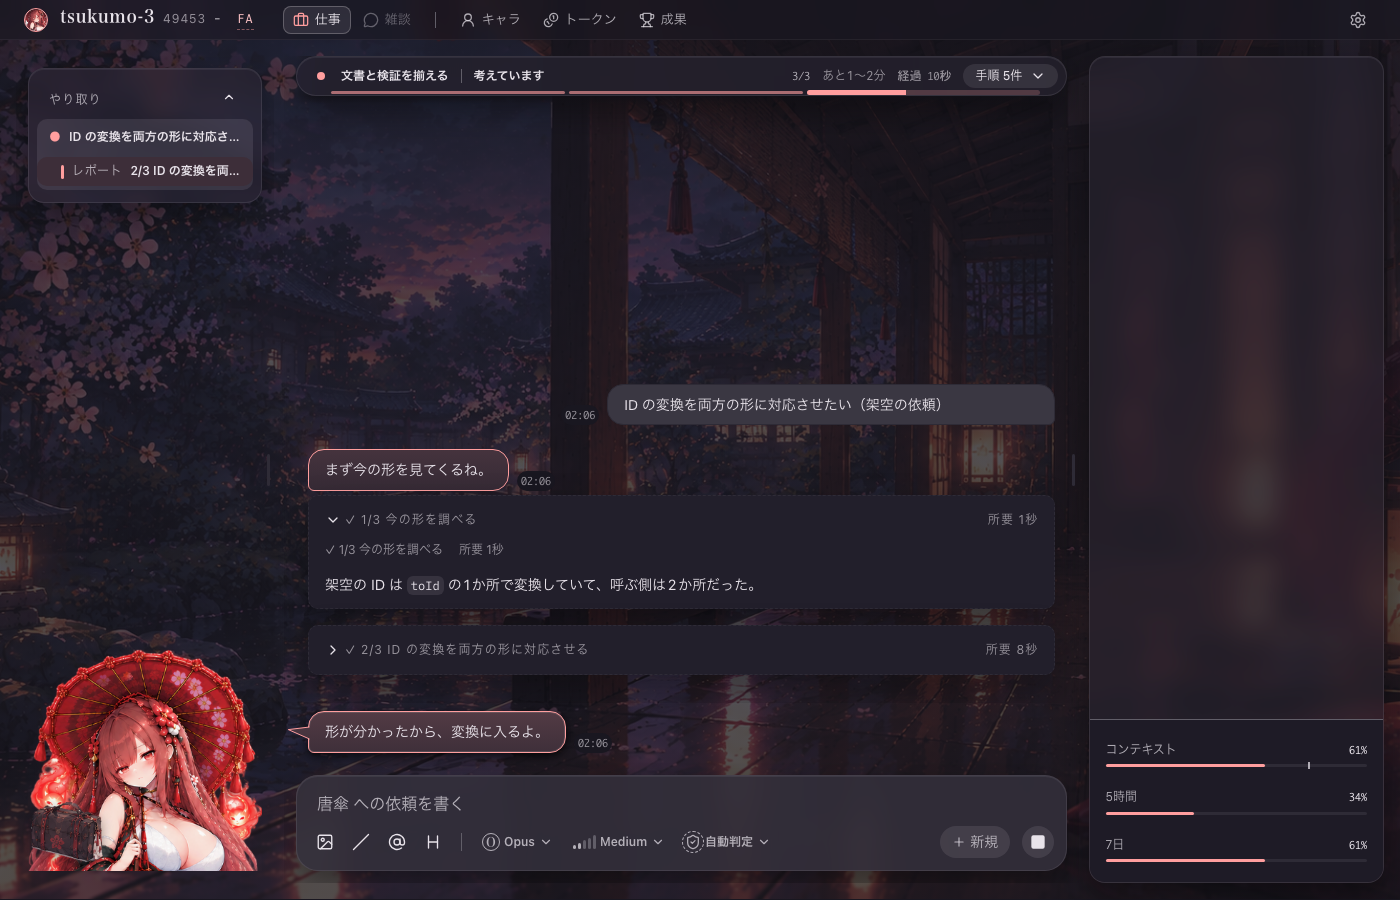 tsukumo-3 49453 - FA 仕事 雑談 キャラ トークン 成果
やり取り
ID の変換を両方の形に対応さ...
レポート 2/3 ID の変換を両...
文書と検証を揃える 考えています 3/3 あと1〜2分 経過 10秒 手順 5件
ID の変換を両方の形に対応させたい（架空の依頼）
02:06
まず今の形を見てくるね。
02:06
✓ 1/3 今の形を調べる 所要 1秒
✓ 1/3 今の形を調べる 所要 1秒
架空の ID は toId の1か所で変換していて、呼ぶ側は2か所だった。
✓ 2/3 ID の変換を両方の形に対応させる 所要 8秒
形が分かったから、変換に入るよ。
02:06
唐傘 への依頼を書く
Opus Medium 自動判定 + 新規
コンテキスト 61%
5時間 34%
7日 61%